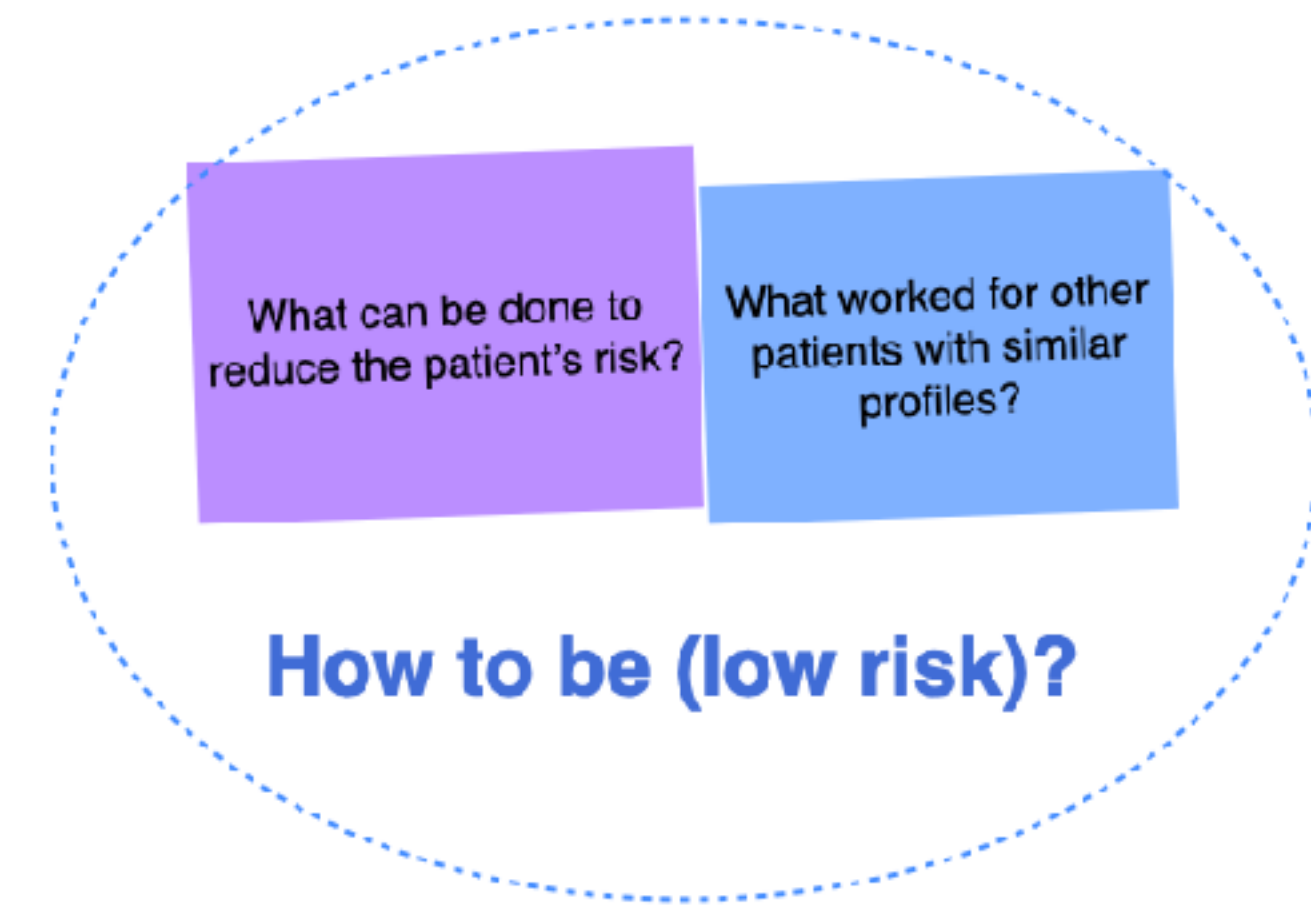 What can be done to
reduce the patient's risk?
What worked for other
patients with similar
profiles?
How to be (low risk)?